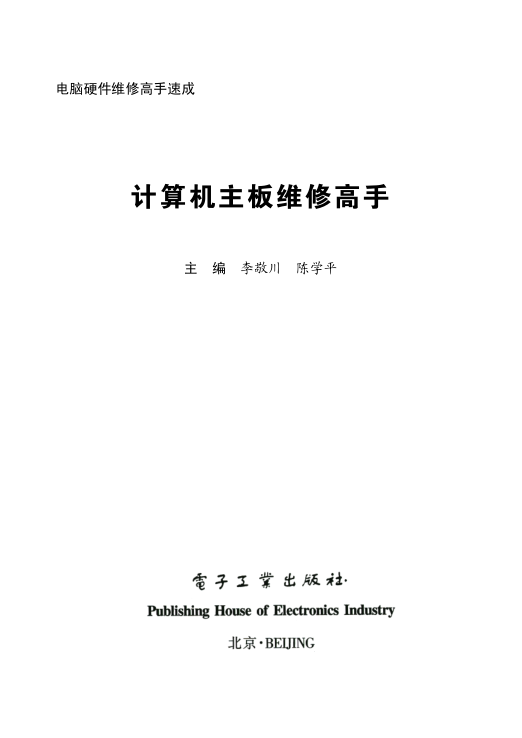 电脑硬件维修高手速成
计算机主板维修高手
主 编 李敬川 陈学平
電子工業出版社.
Publishing House of Electronics Industry
北京·BEIJING